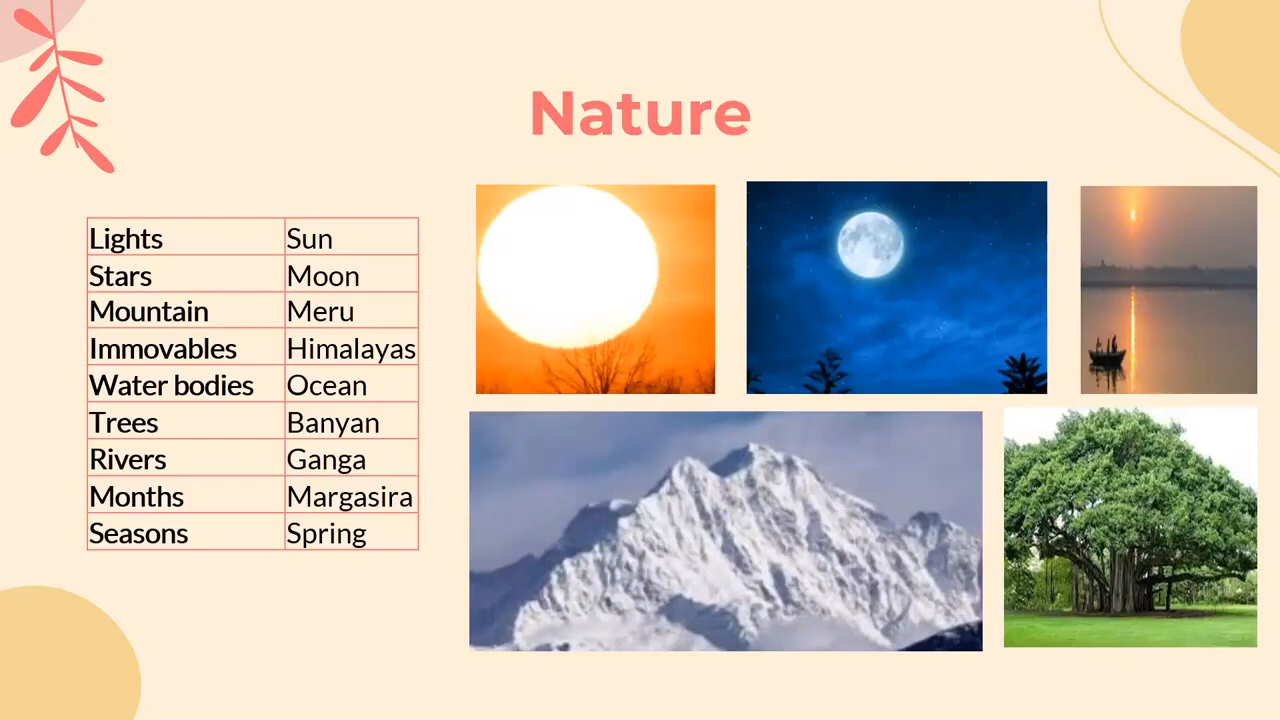 Nature
Lights Sun
Stars Moon
Mountain Meru
Immovables Himalayas
Water bodies Ocean
Trees Banyan
Rivers Ganga
Months Margasira
Seasons Spring